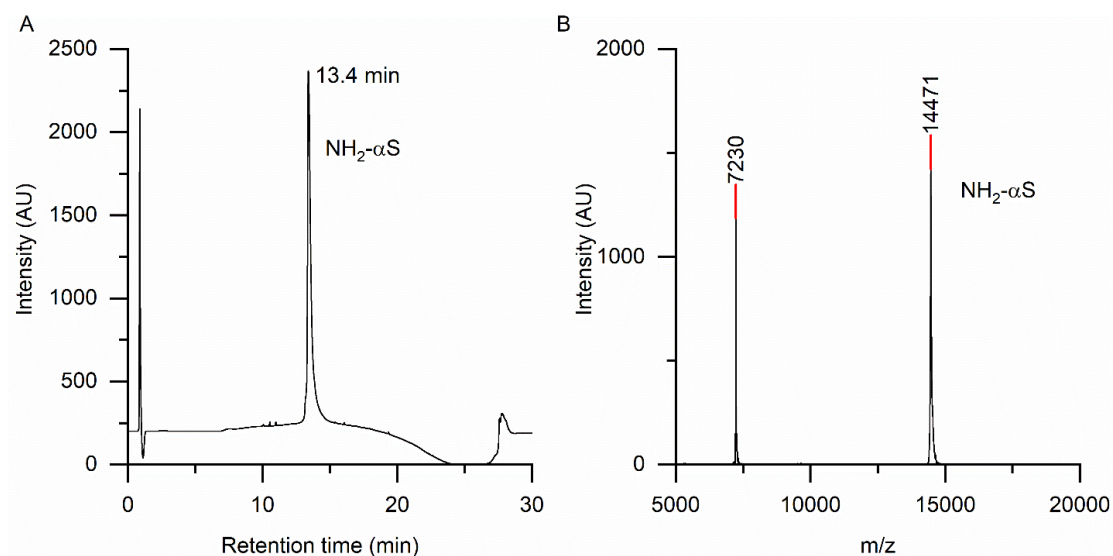 A
2500
2000
1500
1000
500
0
Intensity (AU)
13.4 min
NH₂-αS
0
10
20
30
Retention time (min)
B
2000
1000
0
Intensity (AU)
7230
14471
NH₂-αS
5000
10000
15000
20000
m/z